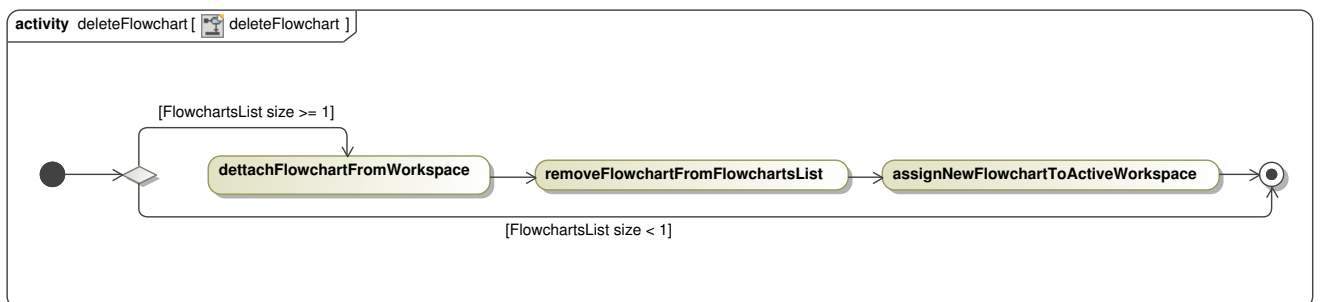 activity deleteFlowchart [ deleteFlowchart ]
[FlowchartsList size >= 1]
dettachFlowchartFromWorkspace
removeFlowchartFromFlowchartsList
assignNewFlowchartToActiveWorkspace
[FlowchartsList size < 1]